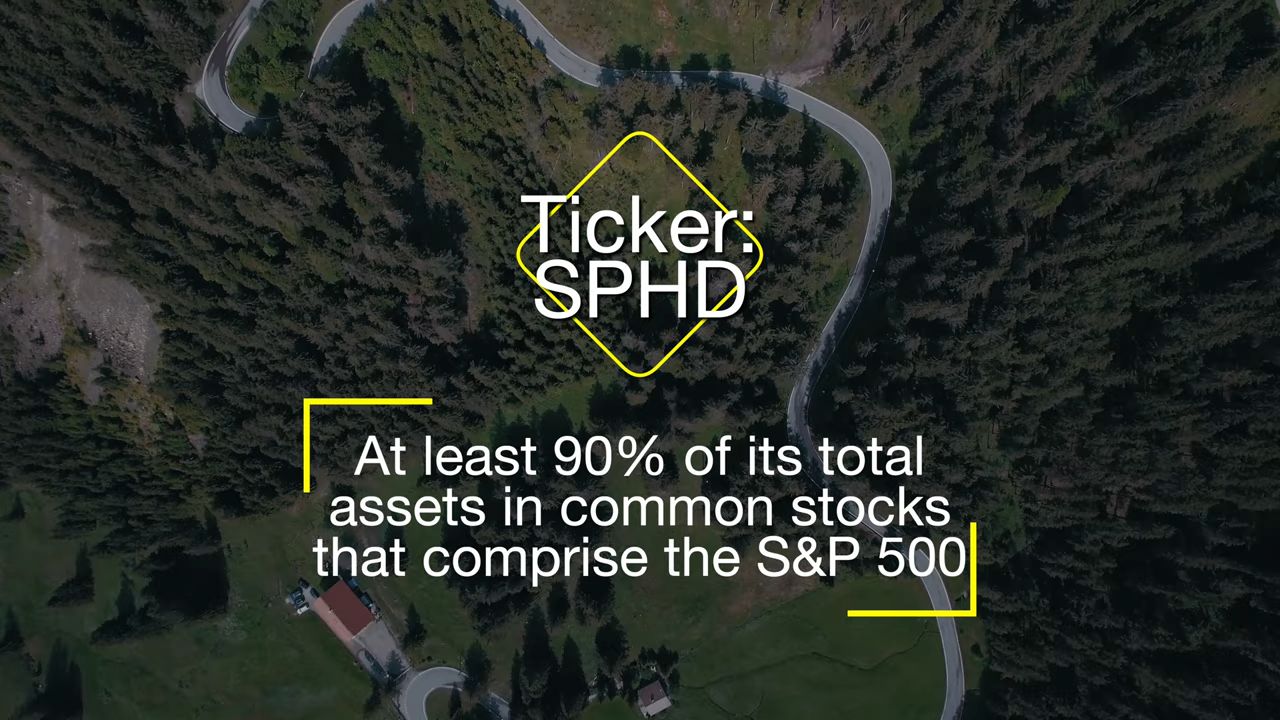 Ticker:
SPHD
At least 90% of its total
assets in common stocks
that comprise the S&P 500